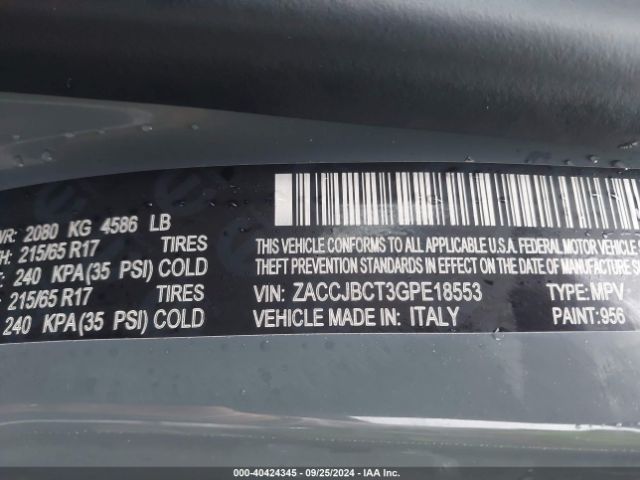 WR: 2080 KG 4586 LB
H: 215/65 R17 TIRES
: 240 KPA(35 PSI) COLD
: 215/65 R17 TIRES
240 KPA(35 PSI) COLD
THIS VEHICLE CONFORMS TO ALL APPLICABLE U.S.A. FEDERAL MOTOR VEHICLE
THEFT PREVENTION STANDARDS IN EFFECT ON THE DATE OF MANUFACTURE
VIN: ZACCJBCT3GPE18553 TYPE: MPV
VEHICLE MADE IN: ITALY PAINT:956
000-40424345 - 09/25/2024 - IAA Inc.